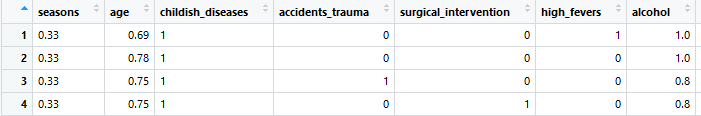 seasons age childish_diseases accidents_trauma surgical_intervention high_fevers alcohol
1 0.33 0.69 1 0 0 1 1.0
2 0.33 0.78 1 0 0 0 1.0
3 0.33 0.75 1 1 0 0 0.8
4 0.33 0.75 1 0 1 0 0.8